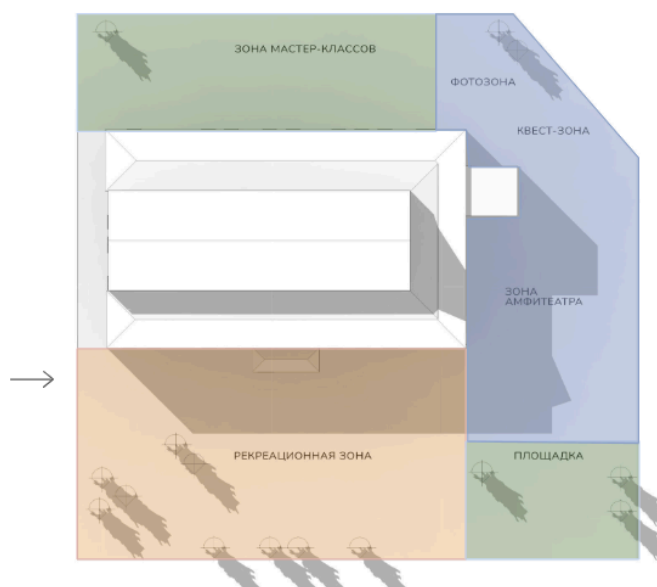 ЗОНА МАСТЕР-КЛАССОВ
ФОТОЗОНА
КВЕСТ-ЗОНА
ЗОНА
АМФИТЕАТРА
РЕКРЕАЦИОННАЯ ЗОНА
ПЛОЩАДКА